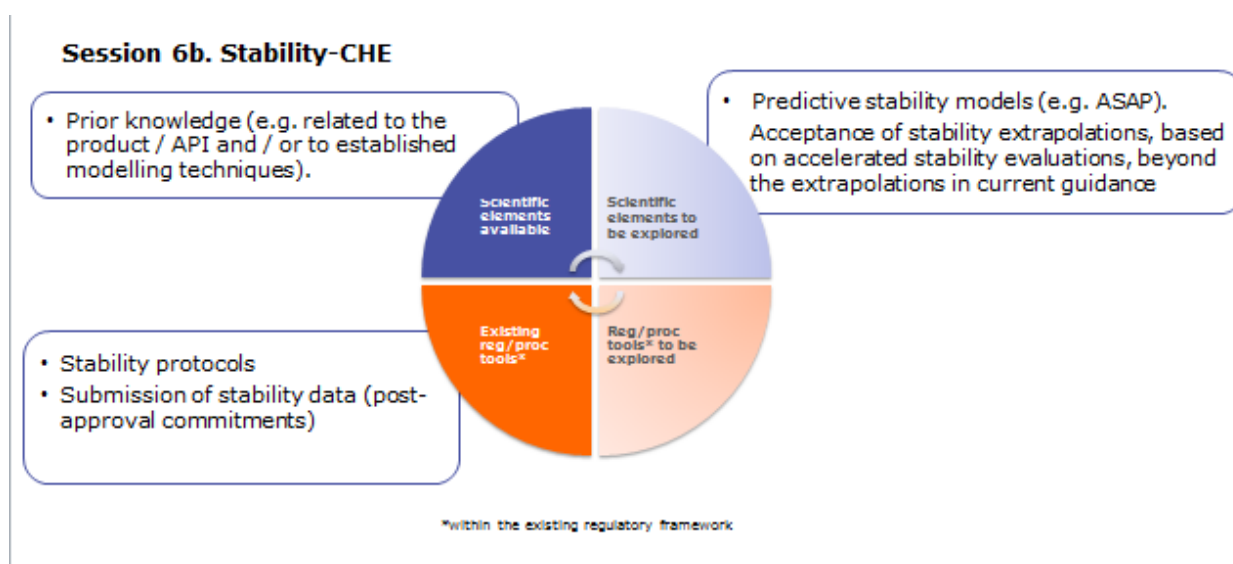 Session 6b. Stability-CHE
• Prior knowledge (e.g. related to the
product / API and / or to established
modelling techniques).
• Predictive stability models (e.g. ASAP).
Acceptance of stability extrapolations, based
on accelerated stability evaluations, beyond
the extrapolations in current guidance
Scientific
elements
available
Scientific
elements to
be explored
Existing
reg/proc
tools*
Reg/proc
tools* to be
explored
• Stability protocols
• Submission of stability data (post-
approval commitments)
*within the existing regulatory framework